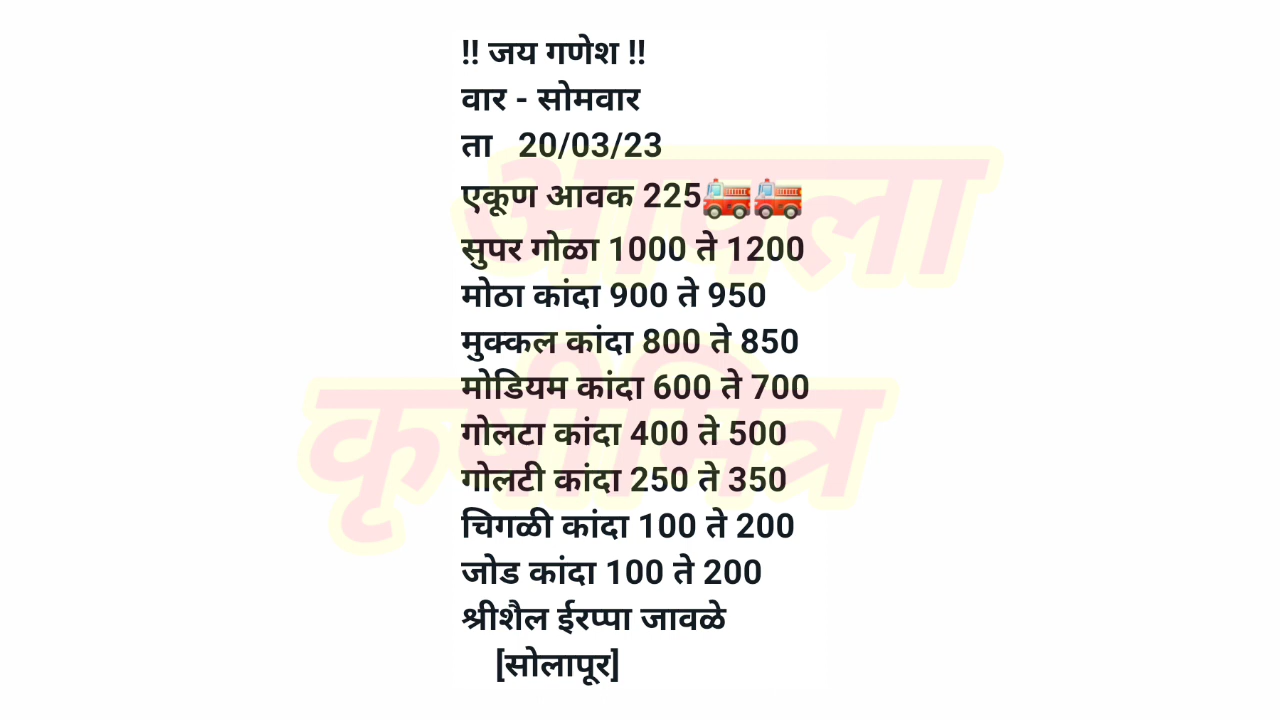 !! जय गणेश !!
वार - सोमवार
ता 20/03/23
एकूण आवक 225🚒🚒
सुपर गोळा 1000 ते 1200
मोठा कांदा 900 ते 950
मुक्कल कांदा 800 ते 850
मोडियम कांदा 600 ते 700
गोलटा कांदा 400 ते 500
गोलटी कांदा 250 ते 350
चिगळी कांदा 100 ते 200
जोड कांदा 100 ते 200
श्रीशैल ईरप्पा जावळे
[सोलापूर]
आपला
कृषीमित्र